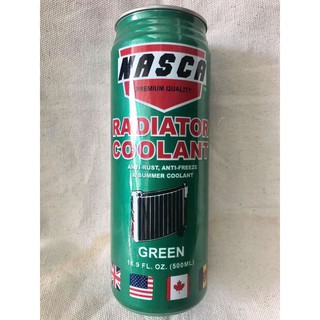 NASCA
PREMIUM QUALITY
RADIATOR
COOLANT
ANTI-RUST, ANTI-FREEZE
& SUMMER COOLANT
GREEN
16.9 FL. OZ. (500ML)